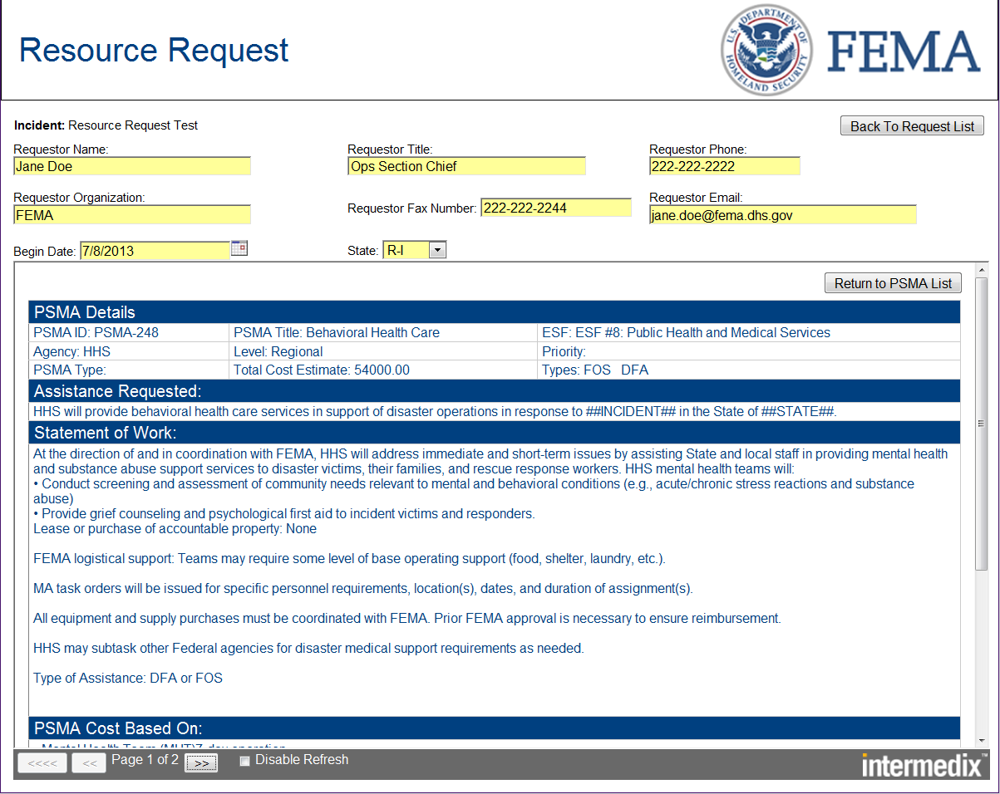 Resource Request
U.S. DEPARTMENT OF HOMELAND SECURITY
FEMA
Incident: Resource Request Test
Back To Request List
Requestor Name:
Jane Doe
Requestor Title:
Ops Section Chief
Requestor Phone:
222-222-2222
Requestor Organization:
FEMA
Requestor Fax Number: 222-222-2244
Requestor Email:
jane.doe@fema.dhs.gov
Begin Date: 7/8/2013
State: R-I
Return to PSMA List
PSMA Details
PSMA ID: PSMA-248 PSMA Title: Behavioral Health Care ESF: ESF #8: Public Health and Medical Services
Agency: HHS Level: Regional Priority:
PSMA Type: Total Cost Estimate: 54000.00 Types: FOS DFA
Assistance Requested:
HHS will provide behavioral health care services in support of disaster operations in response to ##INCIDENT## in the State of ##STATE##.
Statement of Work:
At the direction of and in coordination with FEMA, HHS will address immediate and short-term issues by assisting State and local staff in providing mental health
and substance abuse support services to disaster victims, their families, and rescue response workers. HHS mental health teams will:
• Conduct screening and assessment of community needs relevant to mental and behavioral conditions (e.g., acute/chronic stress reactions and substance
abuse)
• Provide grief counseling and psychological first aid to incident victims and responders.
Lease or purchase of accountable property: None
FEMA logistical support: Teams may require some level of base operating support (food, shelter, laundry, etc.).
MA task orders will be issued for specific personnel requirements, location(s), dates, and duration of assignment(s).
All equipment and supply purchases must be coordinated with FEMA. Prior FEMA approval is necessary to ensure reimbursement.
HHS may subtask other Federal agencies for disaster medical support requirements as needed.
Type of Assistance: DFA or FOS
PSMA Cost Based On:
Mental Health Team (MHT)7-day operation
<<<< << Page 1 of 2 >> Disable Refresh
intermedix™